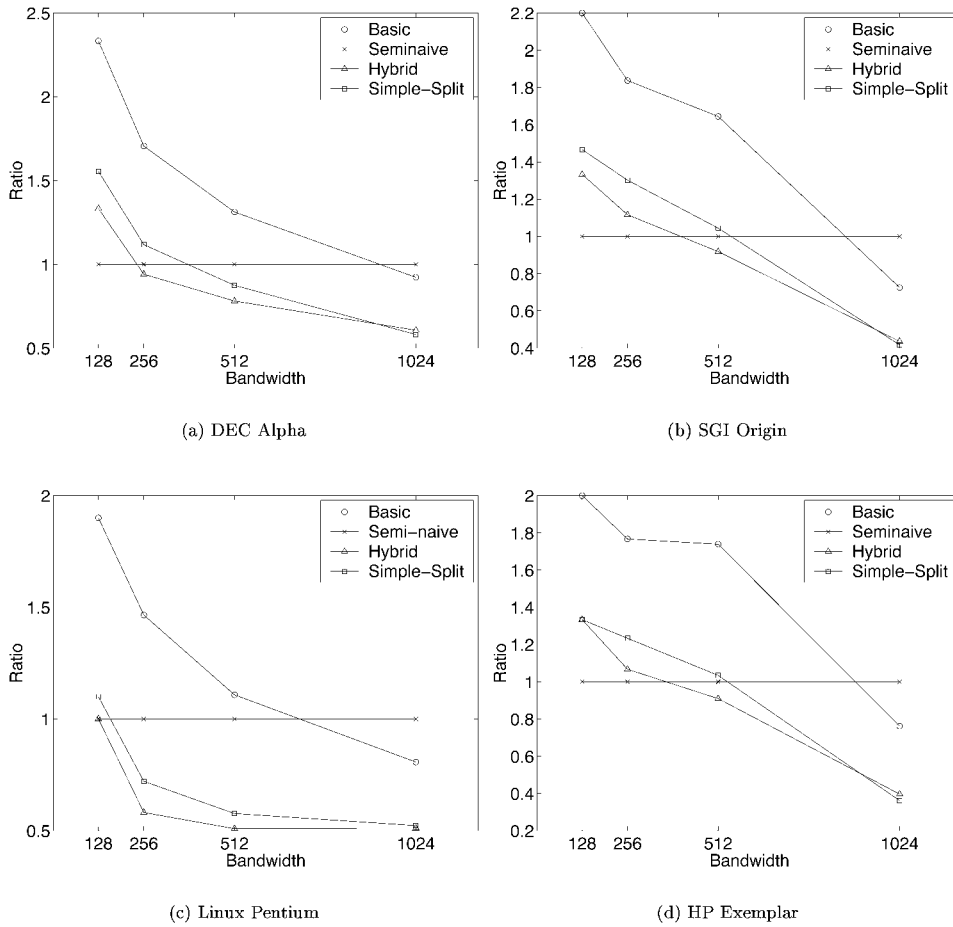 2.5
2
1.5
1
0.5
Ratio
128
256
512
1024
Bandwidth
Basic
Seminaive
Hybrid
Simple-Split
(a) DEC Alpha
2.2
2
1.8
1.6
1.4
1.2
1
0.8
0.6
0.4
Ratio
128
256
512
1024
Bandwidth
Basic
Seminaive
Hybrid
Simple-Split
(b) SGI Origin
2
1.5
1
0.5
Ratio
128
256
512
1024
Bandwidth
Basic
Semi-naive
Hybrid
Simple-Split
(c) Linux Pentium
2
1.8
1.6
1.4
1.2
1
0.8
0.6
0.4
0.2
Ratio
128
256
512
1024
Bandwidth
Basic
Seminaive
Hybrid
Simple-Split
(d) HP Exemplar